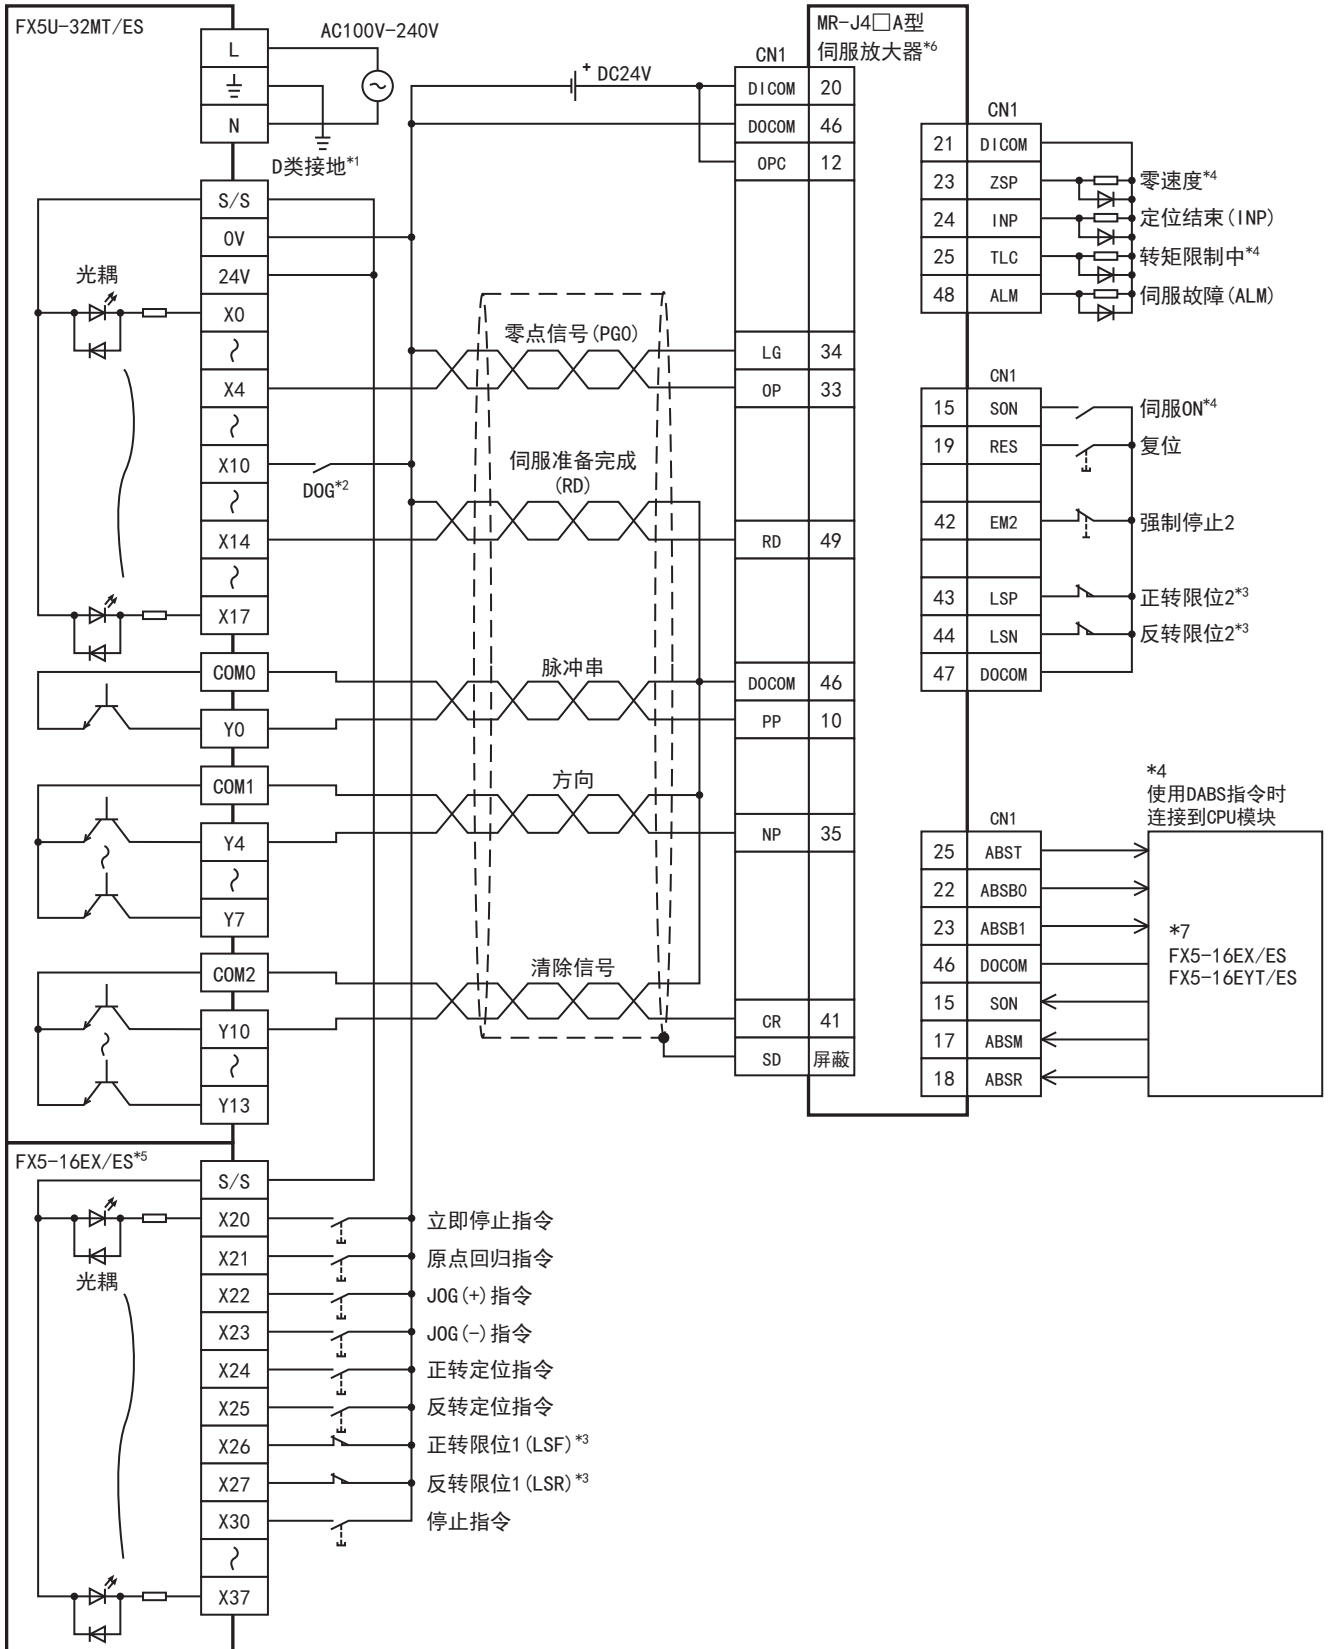 FX5U-32MT/ES
L
N
AC100V-240V
D类接地*1
S/S
0V
24V
X0
X4
X10
X14
X17
光耦
DOG*2
COM0
Y0
COM1
Y4
Y7
COM2
Y10
Y13
FX5-16EX/ES*5
S/S
X20
X21
X22
X23
X24
X25
X26
X27
X30
X37
光耦
立即停止指令
原点回归指令
JOG(+)指令
JOG(-)指令
正转定位指令
反转定位指令
正转限位1(LSF)*3
反转限位1(LSR)*3
停止指令
+ DC24V
零点信号(PG0)
伺服准备完成
(RD)
脉冲串
方向
清除信号
MR-J4□A型
伺服放大器*6
CN1
DICOM 20
DOCOM 46
OPC 12
LG 34
OP 33
RD 49
DOCOM 46
PP 10
NP 35
CR 41
SD 屏蔽
CN1
21 DICOM
23 ZSP 零速度*4
24 INP 定位结束(INP)
25 TLC 转矩限制中*4
48 ALM 伺服故障(ALM)
CN1
15 SON 伺服ON*4
19 RES 复位
42 EM2 强制停止2
43 LSP 正转限位2*3
44 LSN 反转限位2*3
47 DOCOM
*4
使用DABS指令时
连接到CPU模块
CN1
25 ABST
22 ABSB0
23 ABSB1
46 DOCOM
15 SON
17 ABSM
18 ABSR
*7
FX5-16EX/ES
FX5-16EYT/ES